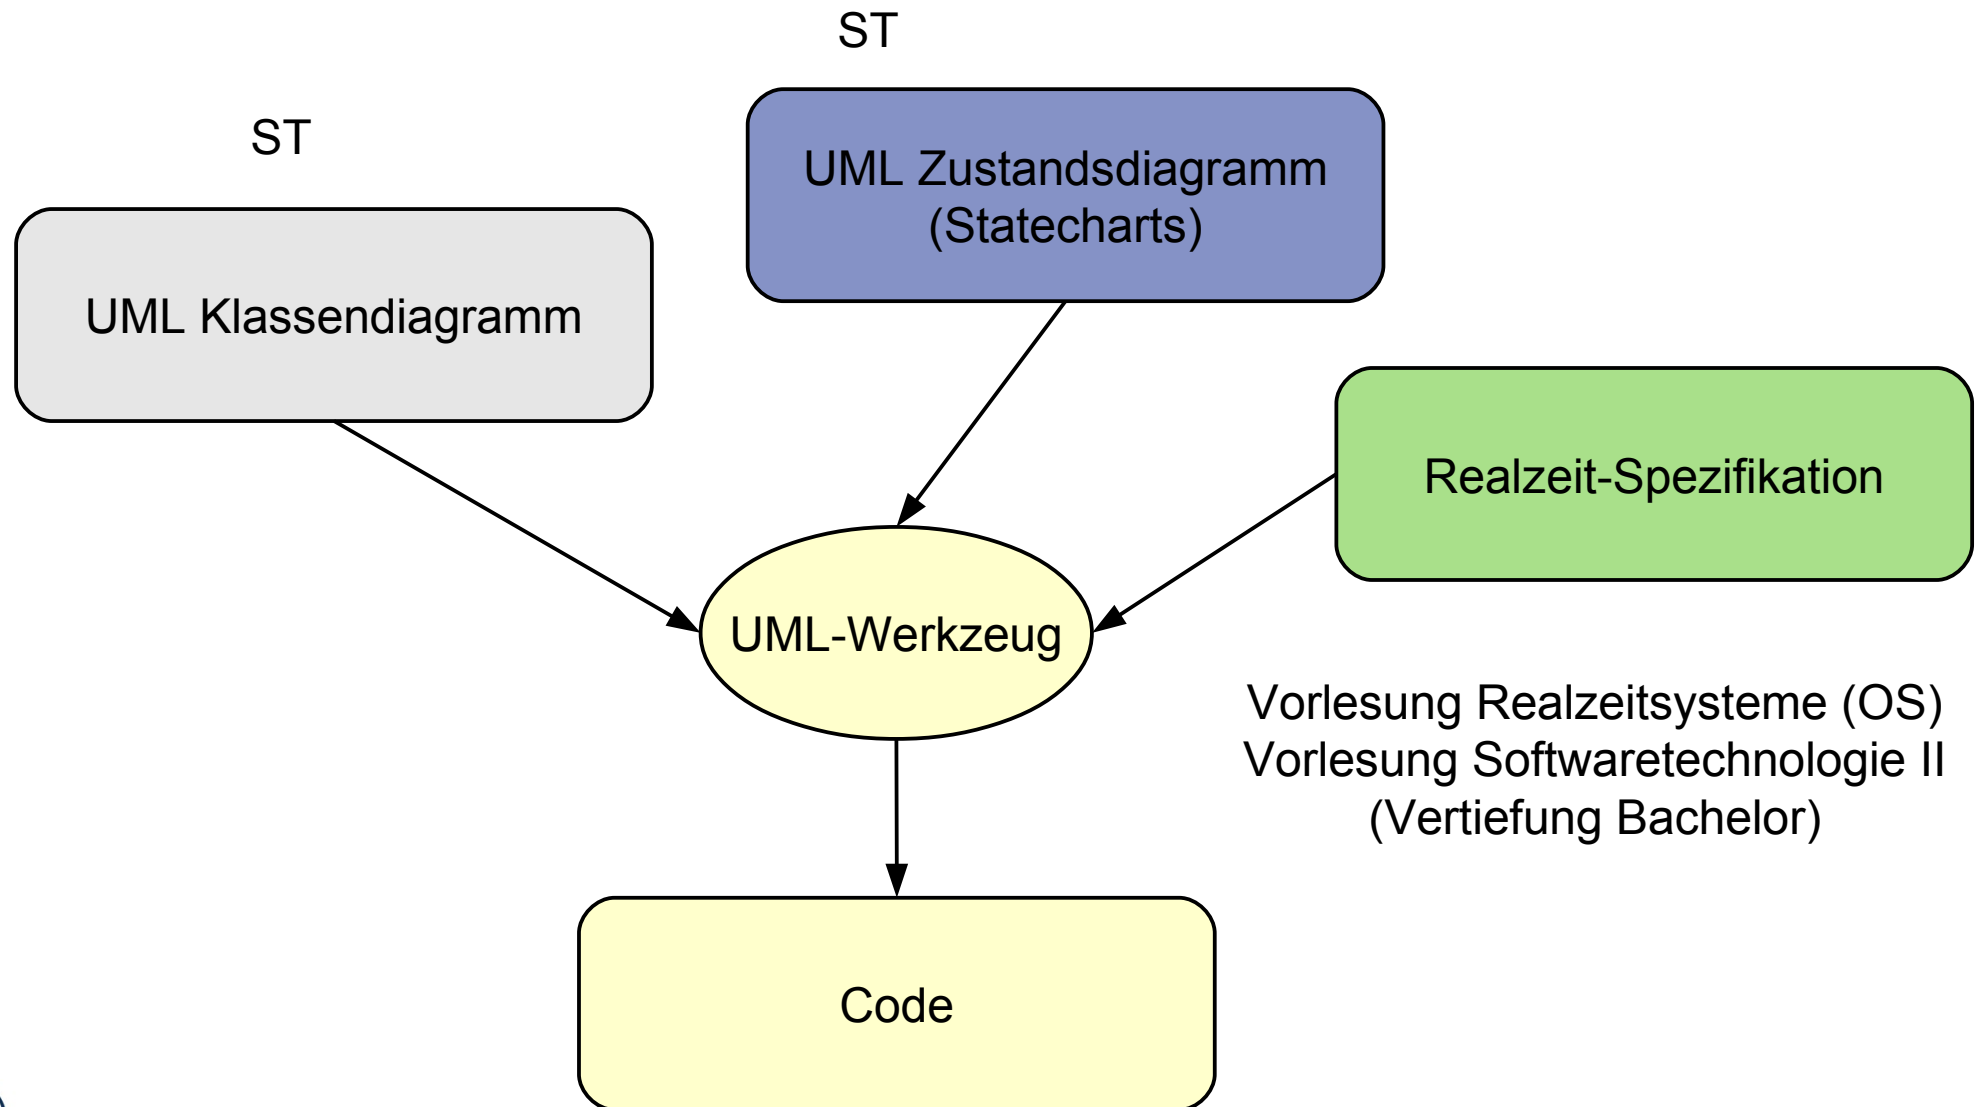 ST
ST
UML Zustandsdiagramm
(Statecharts)
UML Klassendiagramm
Realzeit-Spezifikation
UML-Werkzeug
Vorlesung Realzeitsysteme (OS)
Vorlesung Softwaretechnologie II
(Vertiefung Bachelor)
Code